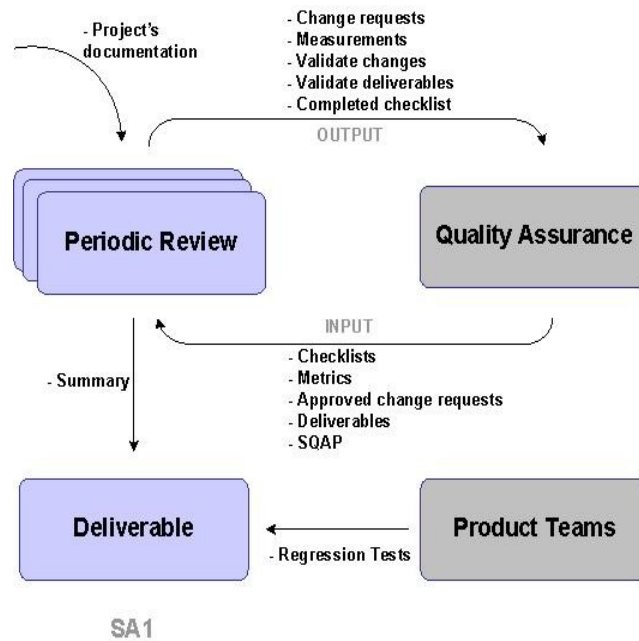 - Project's
documentation
- Change requests
- Measurements
- Validate changes
- Validate deliverables
- Completed checklist
OUTPUT
Periodic Review
Quality Assurance
INPUT
- Checklists
- Metrics
- Approved change requests
- Deliverables
- SQAP
- Summary
Deliverable
Product Teams
- Regression Tests
SA1